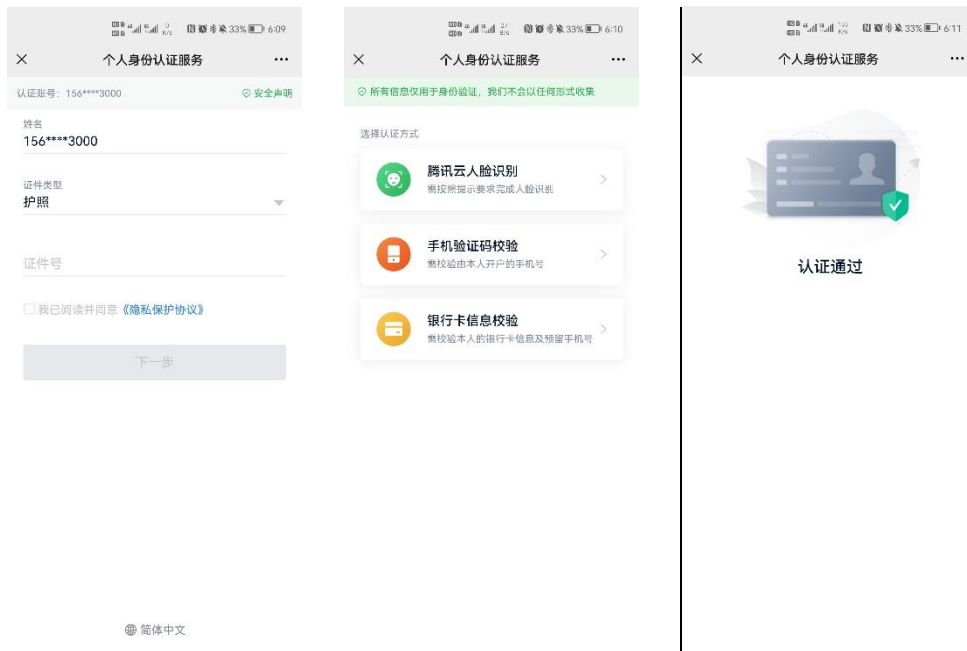 33% 6:09
个人身份认证服务
认证账号：156****3000
安全声明
姓名
156****3000
证件类型
护照
证件号
我已阅读并同意《隐私保护协议》
下一步
简体中文
33% 6:10
个人身份认证服务
所有信息仅用于身份验证，我们不会以任何形式收集
选择认证方式
腾讯云人脸识别
需按照提示要求完成人脸识别
手机验证码校验
需校验由本人开户的手机号
银行卡信息校验
需校验本人的银行卡信息及预留手机号
33% 6:11
个人身份认证服务
认证通过